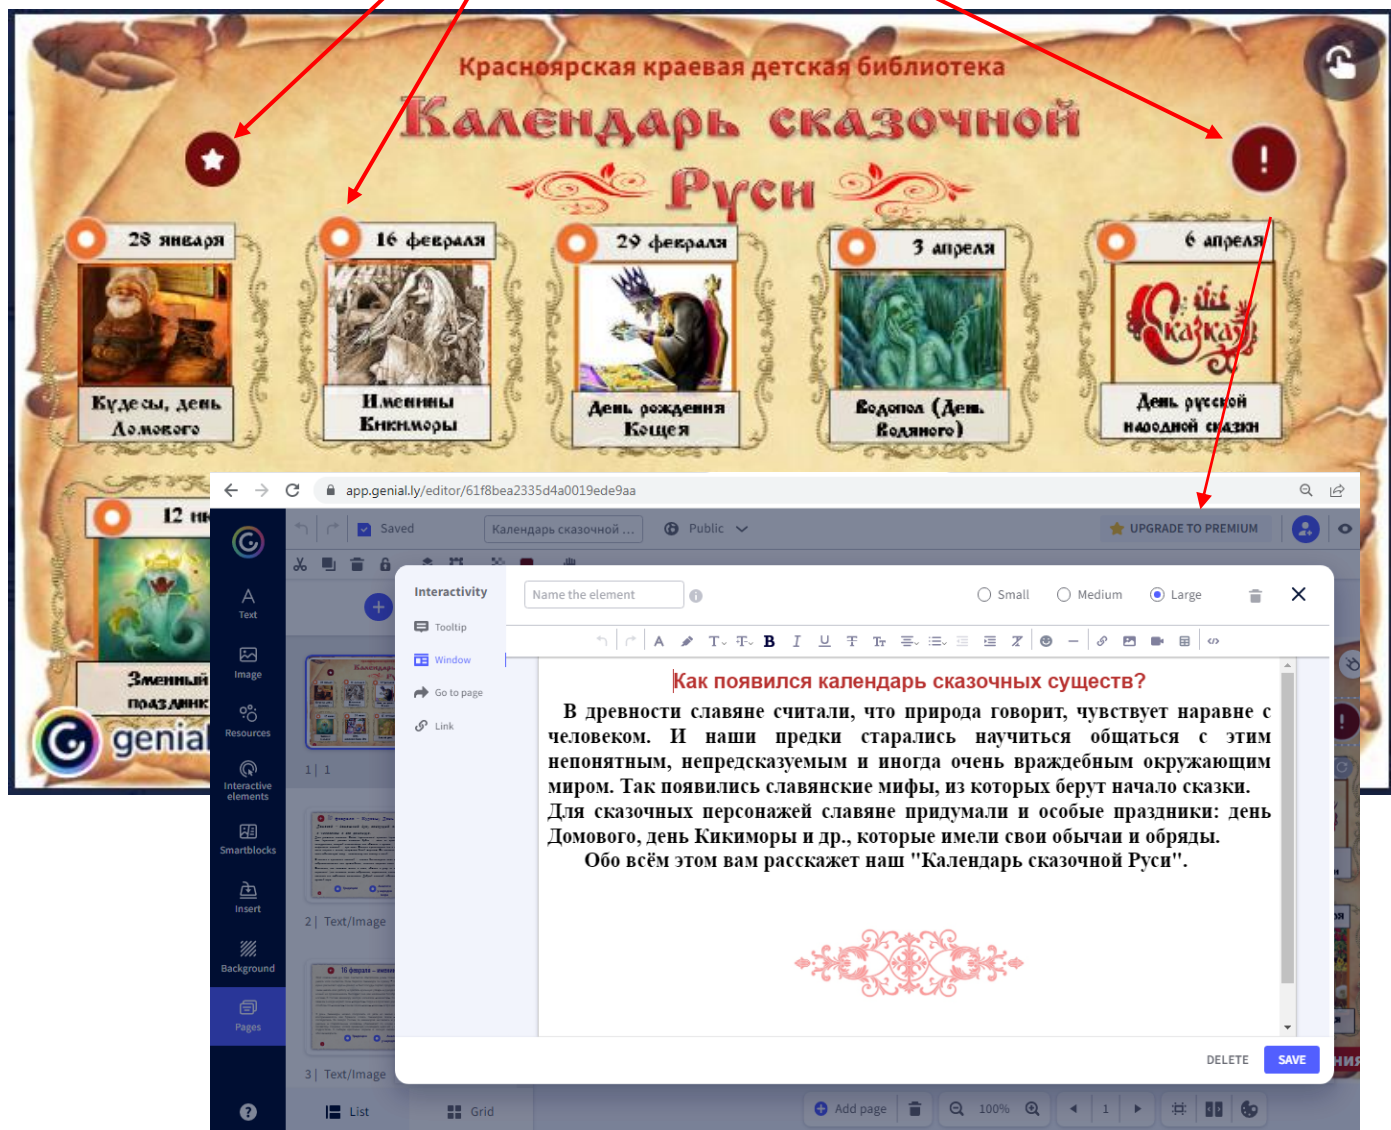 Красноярская краевая детская библиотека
Календарь сказочной
Руси
28 января
16 февраля
29 февраля
3 апреля
6 апреля
Сказка
Кудесы, день
Домового
Именины
Кикиморы
День рождения
Кощея
Водопол (День
Водяного)
День русской
народной сказки
12 ию
Змеиный
праздник
genial
app.genial.ly/editor/61f8bea2335d4a0019ede9aa
Saved
Календарь сказочной ...
Public
UPGRADE TO PREMIUM
Text
Image
Resources
Interactive
elements
Smartblocks
Insert
Background
Pages
1| 1
2| Text/Image
16 февраля – именин
3| Text/Image
List
Grid
Interactivity
Tooltip
Window
Go to page
Link
Name the element
Small
Medium
Large
Как появился календарь сказочных существ?
В древности славяне считали, что природа говорит, чувствует наравне с
человеком. И наши предки старались научиться общаться с этим
непонятным, непредсказуемым и иногда очень враждебным окружающим
миром. Так появились славянские мифы, из которых берут начало сказки.
Для сказочных персонажей славяне придумали и особые праздники: день
Домового, день Кикиморы и др., которые имели свои обычаи и обряды.
Обо всём этом вам расскажет наш "Календарь сказочной Руси".
DELETE
SAVE
Add page
100%
1